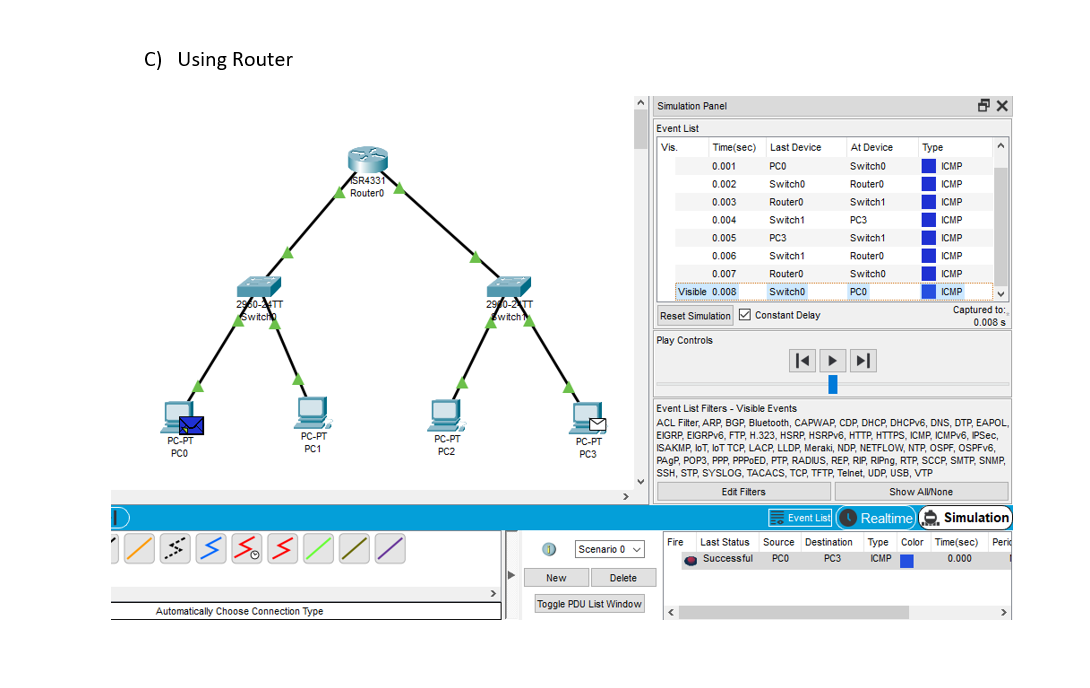 C) Using Router
Simulation Panel
Event List
Vis. Time(sec) Last Device At Device Type
0.001 PC0 Switch0 ICMP
0.002 Switch0 Router0 ICMP
0.003 Router0 Switch1 ICMP
0.004 Switch1 PC3 ICMP
0.005 PC3 Switch1 ICMP
0.006 Switch1 Router0 ICMP
0.007 Router0 Switch0 ICMP
Visible 0.008 Switch0 PC0 ICMP
Reset Simulation Constant Delay Captured to:
0.008 s
Play Controls
Event List Filters - Visible Events
ACL Filter, ARP, BGP, Bluetooth, CAPWAP, CDP, DHCP, DHCPv6, DNS, DTP, EAPOL,
EIGRP, EIGRPv6, FTP, H.323, HSRP, HSRPv6, HTTP, HTTPS, ICMP, ICMPv6, IPSec,
ISAKMP, IoT, IoT TCP, LACP, LLDP, Meraki, NDP, NETFLOW, NTP, OSPF, OSPFv6,
PAgP, POP3, PPP, PPPoED, PTP, RADIUS, REP, RIP, RIPng, RTP, SCCP, SMTP, SNMP,
SSH, STP, SYSLOG, TACACS, TCP, TFTP, Telnet, UDP, USB, VTP
Edit Filters Show All/None
ISR4331
Router0
2960-24TT
Switch0
2960-24TT
Switch1
PC-PT
PC0
PC-PT
PC1
PC-PT
PC2
PC-PT
PC3
Event List Realtime Simulation
Automatically Choose Connection Type
Scenario 0
New Delete
Toggle PDU List Window
Fire Last Status Source Destination Type Color Time(sec)
Successful PC0 PC3 ICMP 0.000